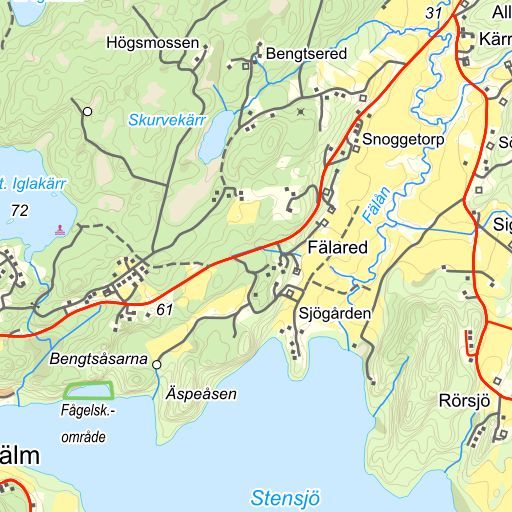 31
All
Kärr
Högsmossen
Bengtsered
Skurvekärr
Snoggetorp
Sö
t. Iglakärr
72
Fälån
Sig
Fälared
61
Sjögården
Bengtsåsarna
Äspeåsen
Rörsjö
Fågelsk.-
område
älm
Stensjö